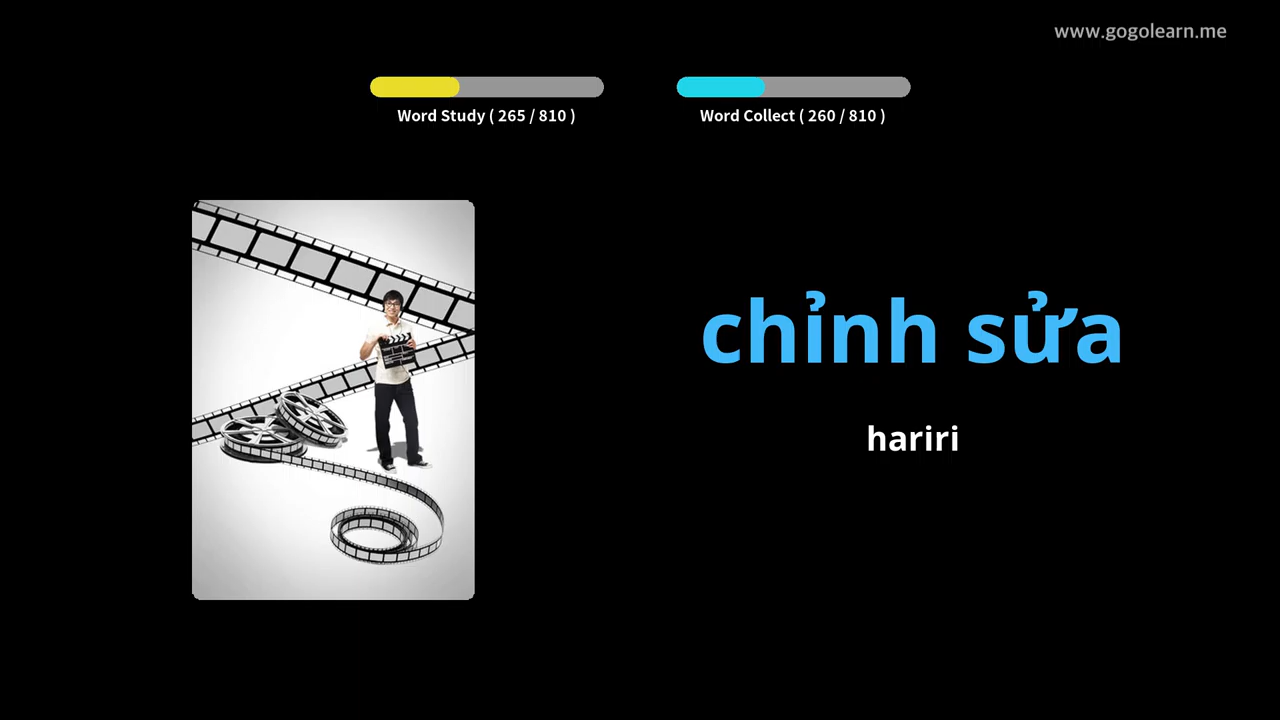 www.gogolearn.me
Word Study ( 265 / 810 )
Word Collect ( 260 / 810 )
chỉnh sửa
hariri